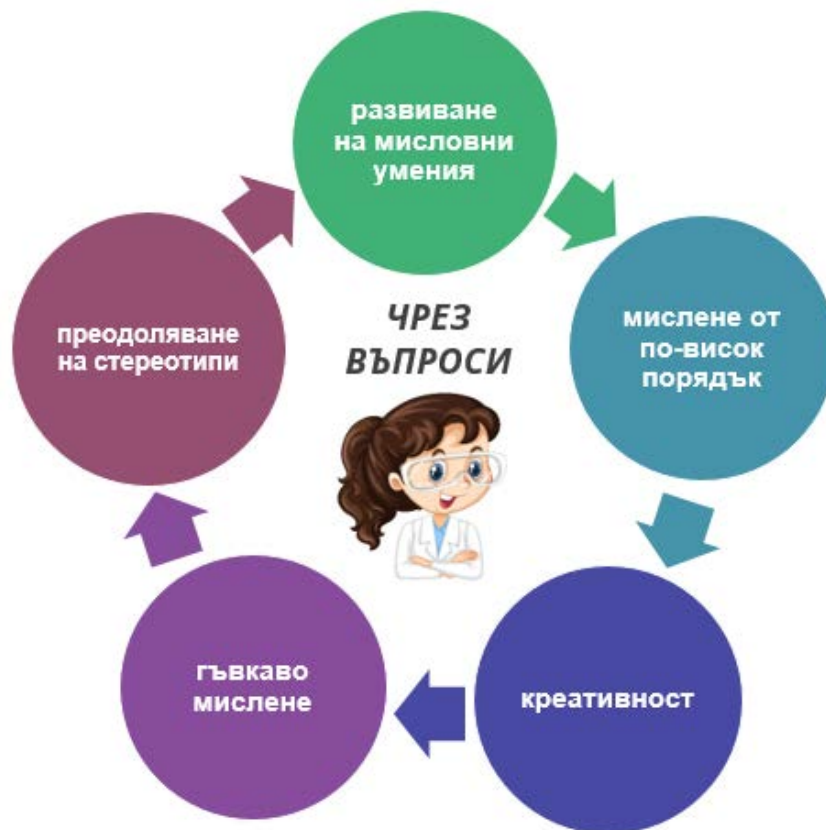 развиване
на мисловни
умения
мислене от
по-висок
порядък
креативност
гъвкаво
мислене
преодоляване
на стереотипи
ЧРЕЗ
ВЪПРОСИ